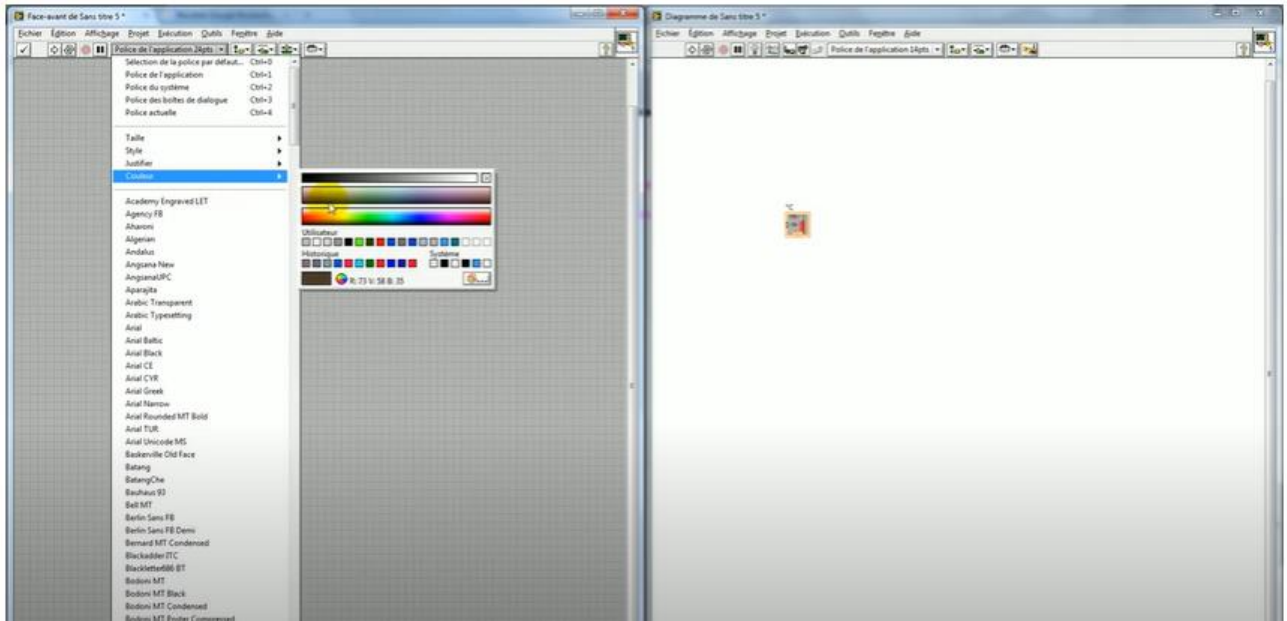 Face-avant de Sans titre 5 *
Fichier Édition Affichage Projet Exécution Outils Fenêtre Aide
Police de l'application 24pts
Sélection de la police par défaut... Ctrl+0
Police de l'application Ctrl+1
Police du système Ctrl+2
Police des boîtes de dialogue Ctrl+3
Police actuelle Ctrl+4
Taille
Style
Justifier
Couleur
Academy Engraved LET
Agency FB
Aharoni
Algerian
Andalus
Angsana New
AngsanaUPC
Aparajita
Arabic Transparent
Arabic Typesetting
Arial
Arial Baltic
Arial Black
Arial CE
Arial CYR
Arial Greek
Arial Narrow
Arial Rounded MT Bold
Arial TUR
Arial Unicode MS
Baskerville Old Face
Batang
BatangChe
Bauhaus 93
Bell MT
Berlin Sans FB
Berlin Sans FB Demi
Bernard MT Condensed
Blackadder ITC
Blackletter686 BT
Bodoni MT
Bodoni MT Black
Bodoni MT Condensed
Bodoni MT Poster Compressed
Utilisateur
Historique Système
R: 73 V: 58 B: 35
Diagramme de Sans titre 5 *
Fichier Édition Affichage Projet Exécution Outils Fenêtre Aide
Police de l'application 14pts
°C